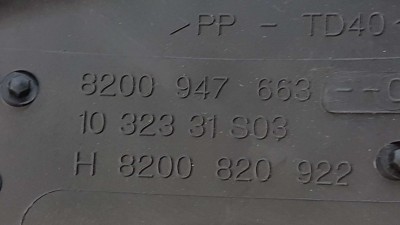 >PP - TD40<
8200 947 663 --C
10 323 31 S03
H 8200 820 922